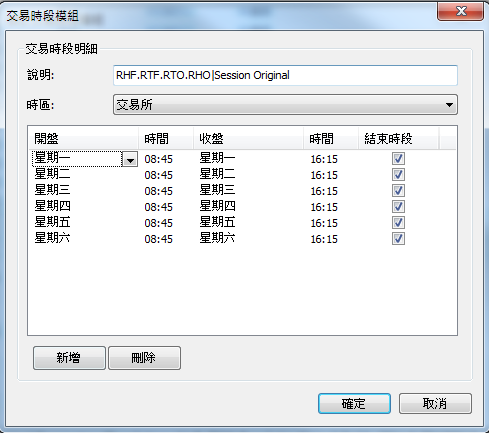 交易時段模組
交易時段明細
說明: RHF.RTF.RTO.RHO|Session Original
時區: 交易所
開盤 時間 收盤 時間 結束時段
星期一 08:45 星期一 16:15
星期二 08:45 星期二 16:15
星期三 08:45 星期三 16:15
星期四 08:45 星期四 16:15
星期五 08:45 星期五 16:15
星期六 08:45 星期六 16:15
新增 刪除
確定 取消